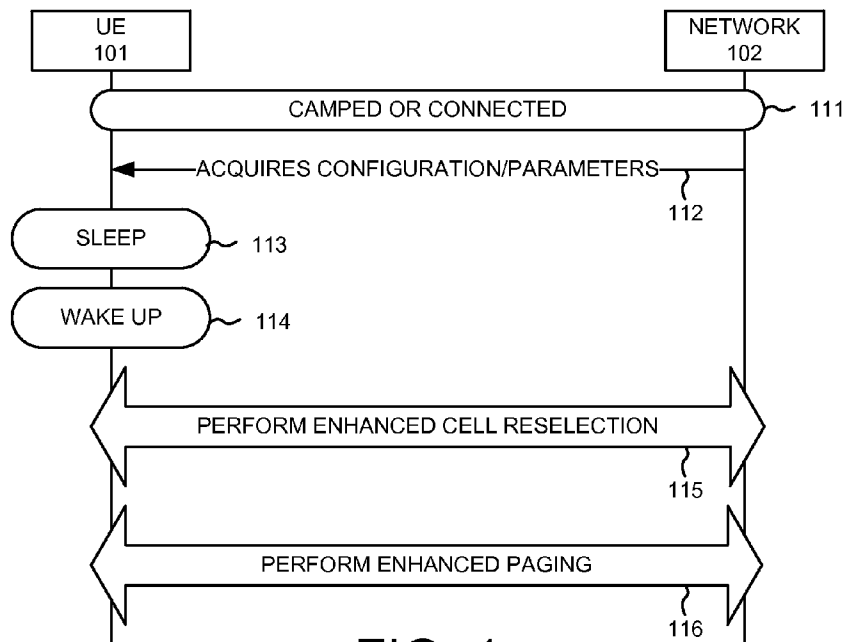 UE
101
NETWORK
102
CAMPED OR CONNECTED
111
ACQUIRES CONFIGURATION/PARAMETERS
112
SLEEP
113
WAKE UP
114
PERFORM ENHANCED CELL RESELECTION
115
PERFORM ENHANCED PAGING
116